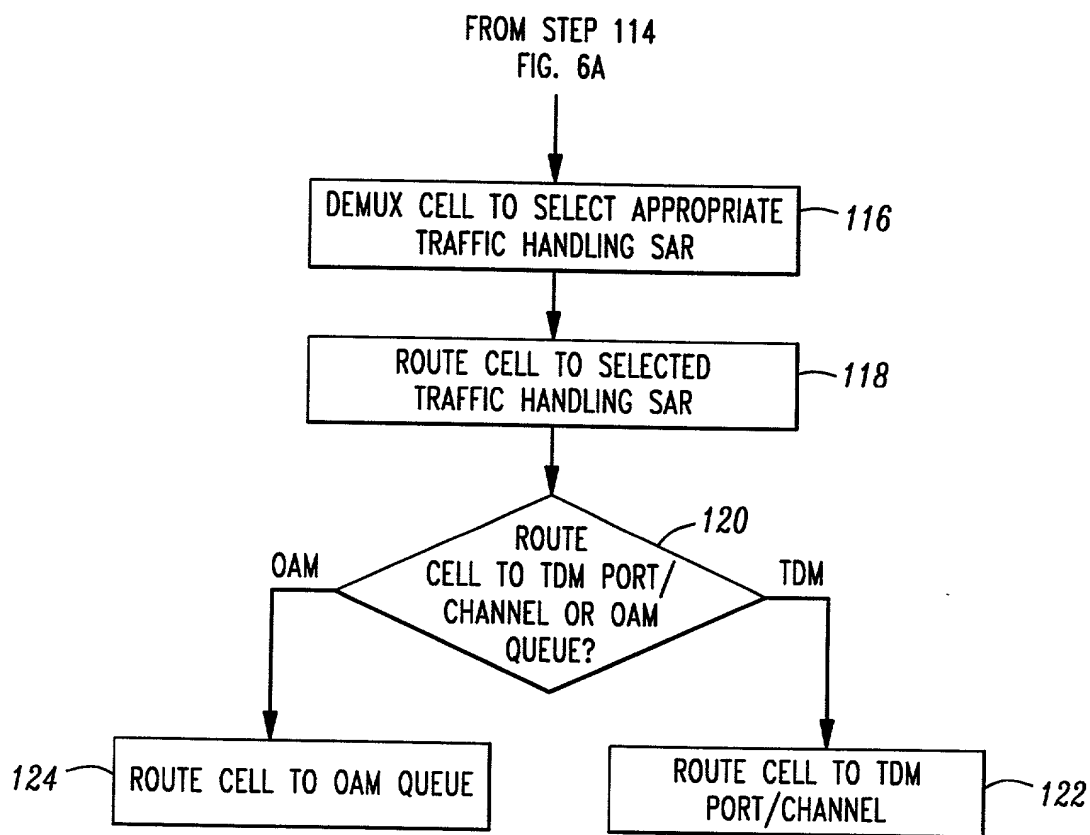 FROM STEP 114
FIG. 6A
DEMUX CELL TO SELECT APPROPRIATE
TRAFFIC HANDLING SAR
116
ROUTE CELL TO SELECTED
TRAFFIC HANDLING SAR
118
120
ROUTE
CELL TO TDM PORT/
CHANNEL OR OAM
QUEUE?
OAM
TDM
124
ROUTE CELL TO OAM QUEUE
ROUTE CELL TO TDM
PORT/CHANNEL
122